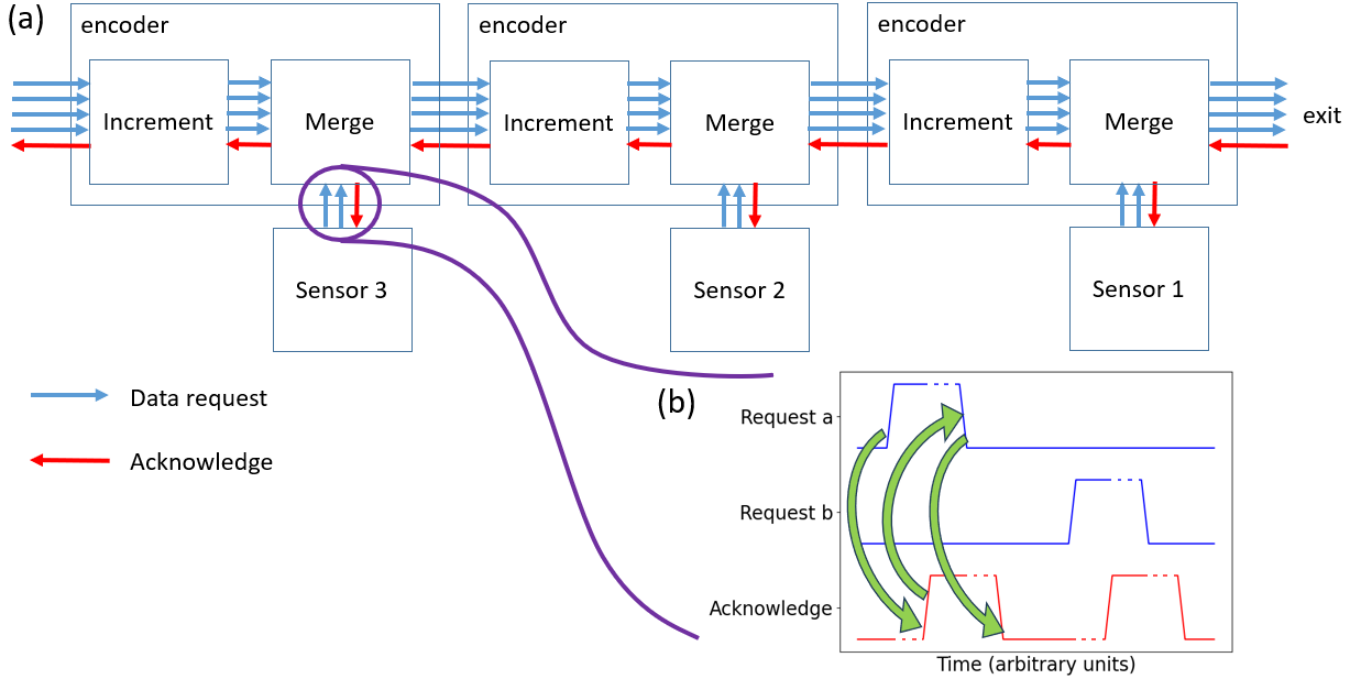 (a)
encoder
encoder
encoder
Increment
Merge
Increment
Merge
Increment
Merge
exit
Sensor 3
Sensor 2
Sensor 1
Data request
Acknowledge
(b)
Request a
Request b
Acknowledge
Time (arbitrary units)